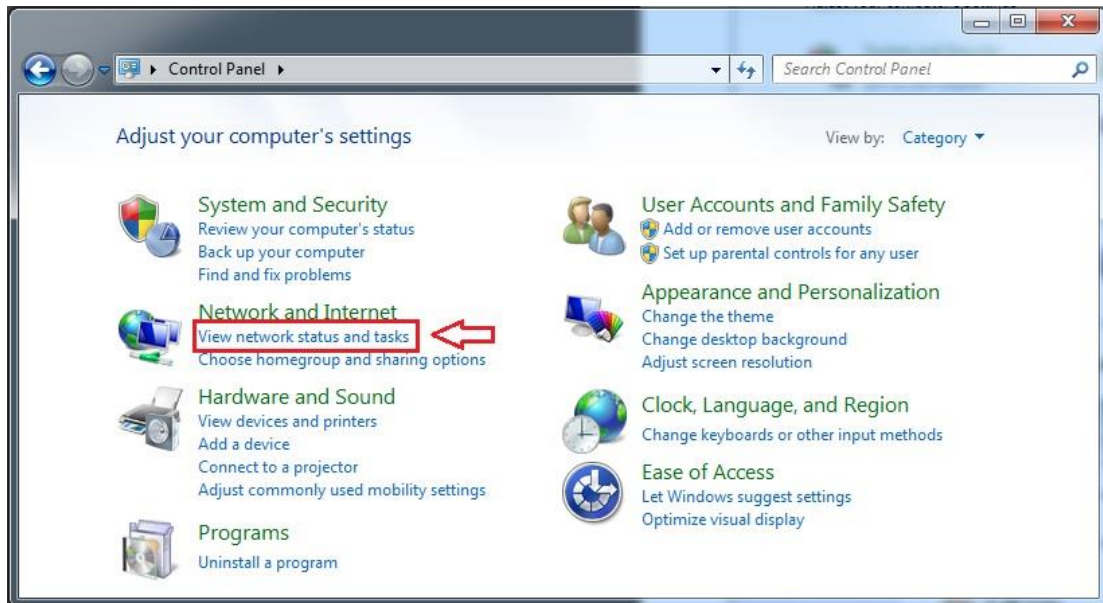 Control Panel
Search Control Panel
Adjust your computer's settings
View by: Category
System and Security
Review your computer's status
Back up your computer
Find and fix problems
Network and Internet
View network status and tasks
Choose homegroup and sharing options
Hardware and Sound
View devices and printers
Add a device
Connect to a projector
Adjust commonly used mobility settings
Programs
Uninstall a program
User Accounts and Family Safety
Add or remove user accounts
Set up parental controls for any user
Appearance and Personalization
Change the theme
Change desktop background
Adjust screen resolution
Clock, Language, and Region
Change keyboards or other input methods
Ease of Access
Let Windows suggest settings
Optimize visual display